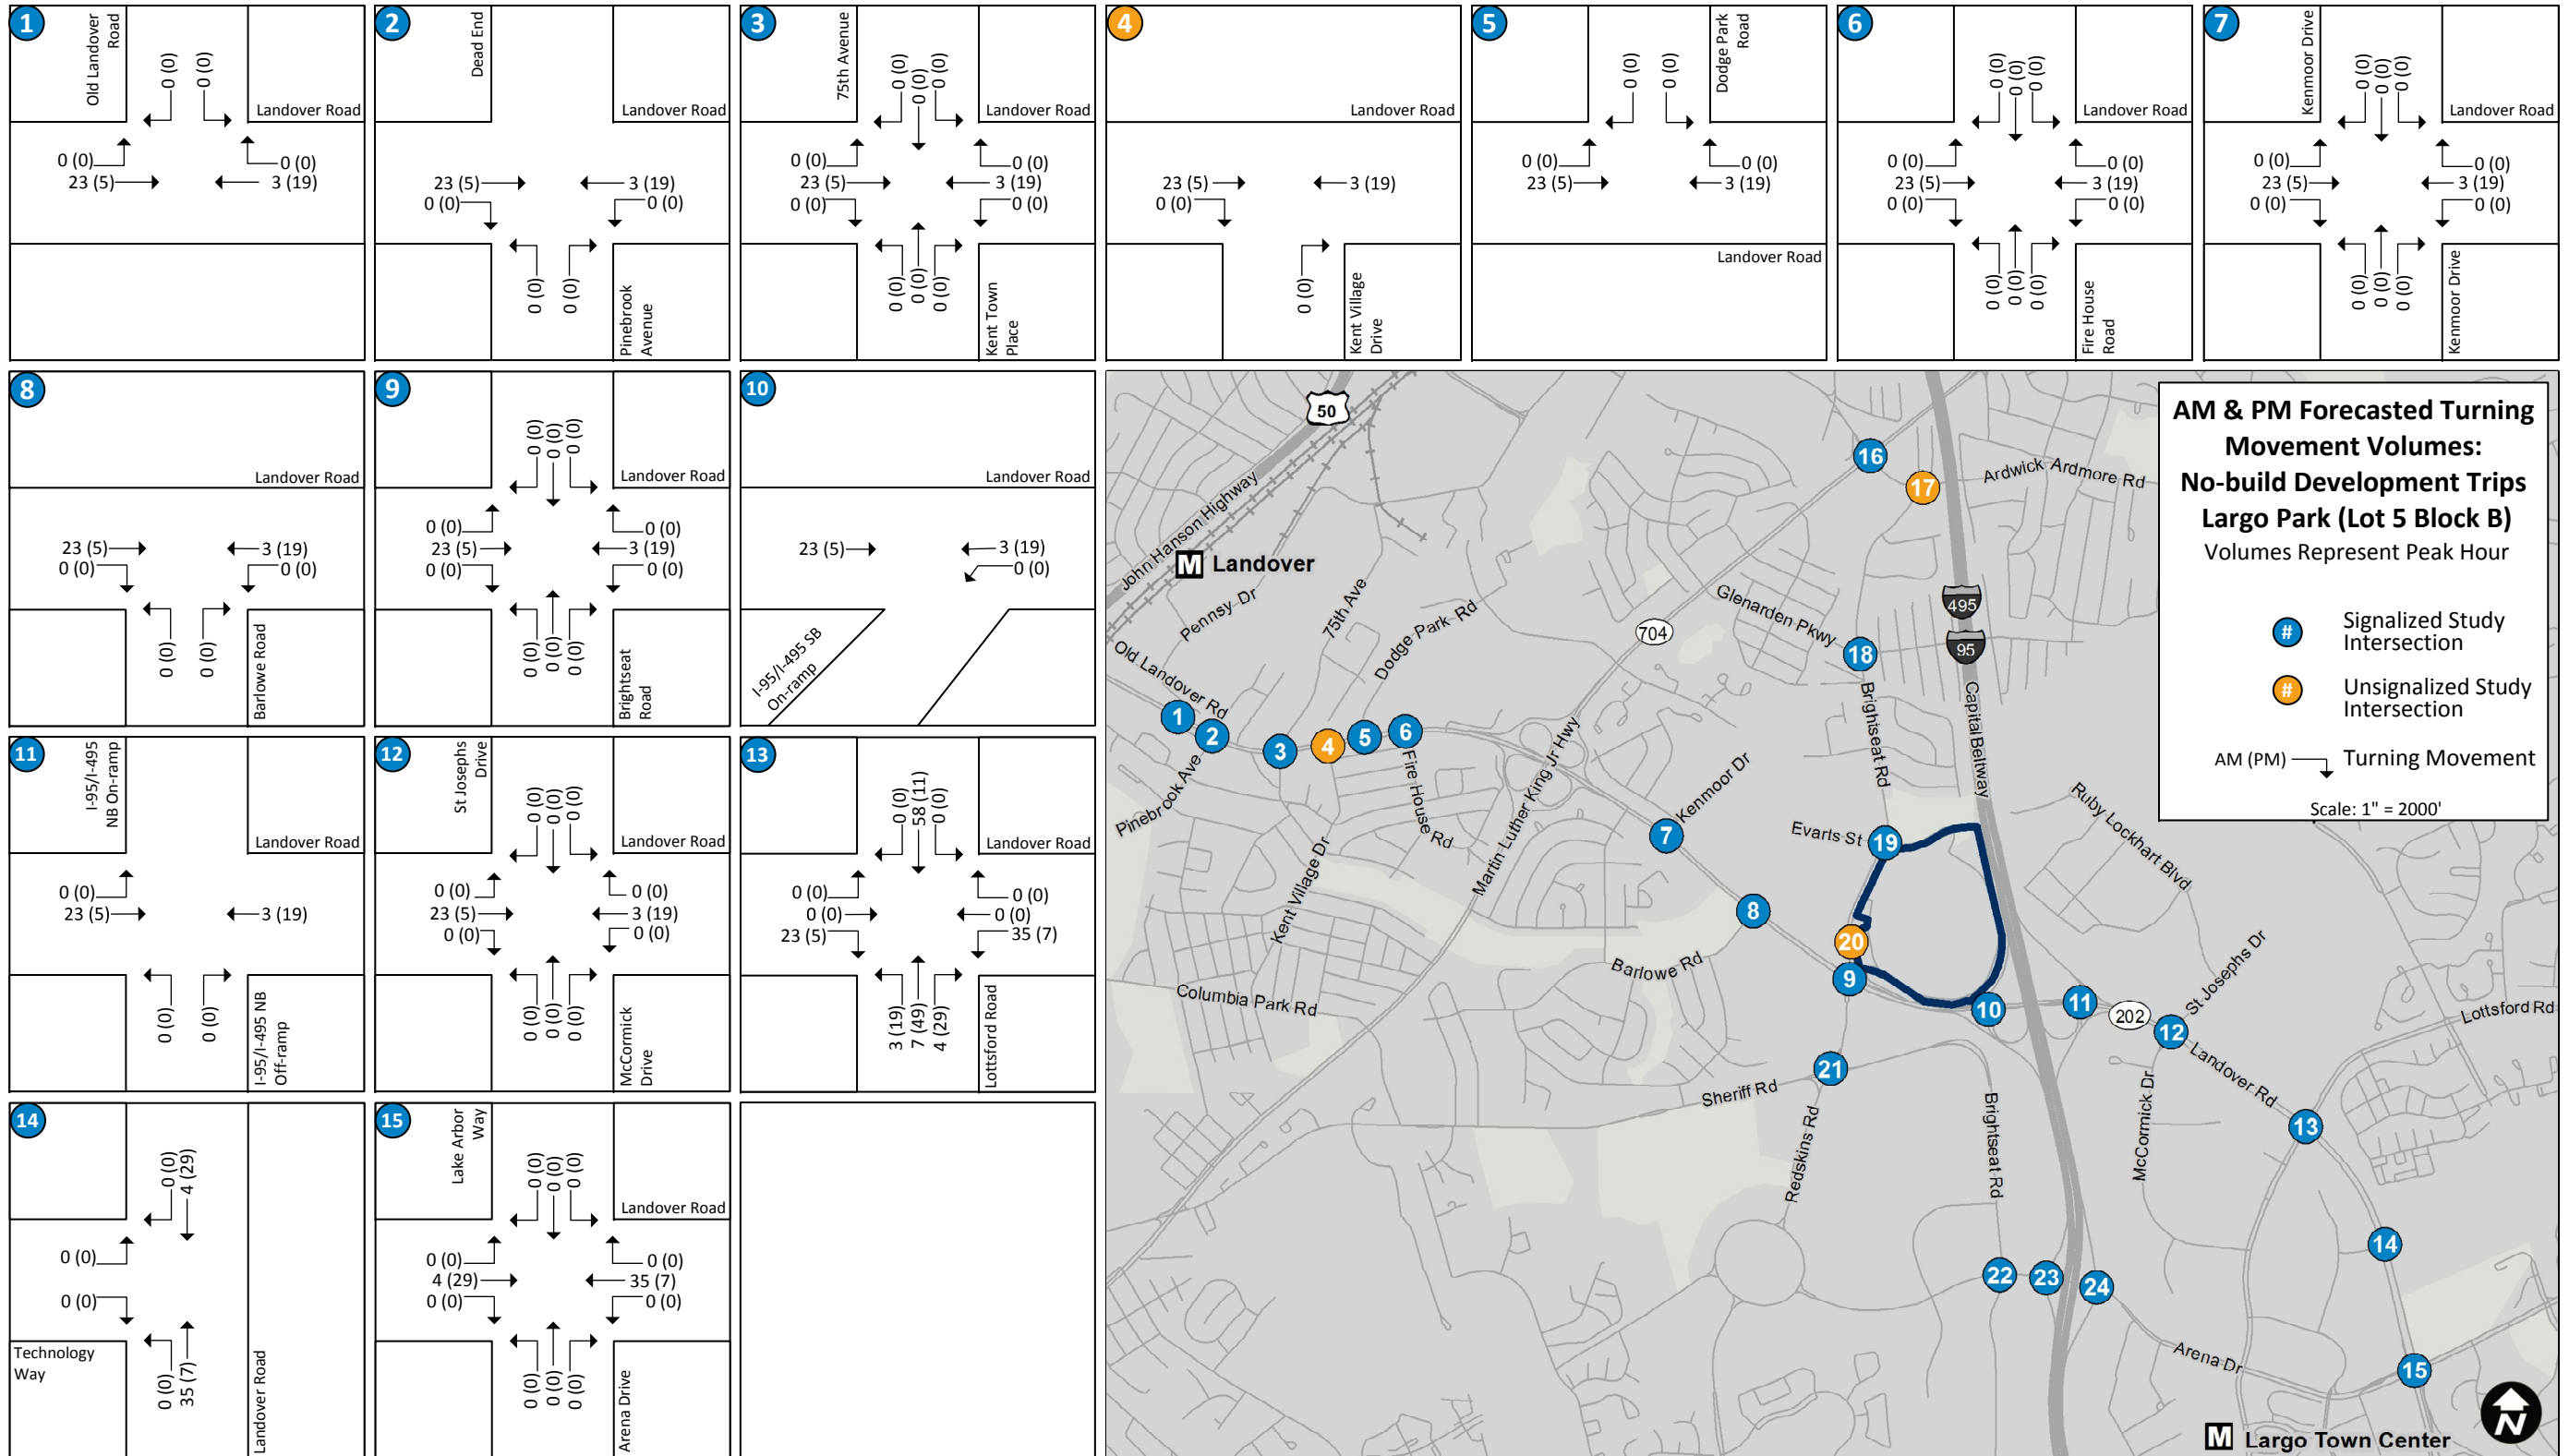 1
Old Landover
Road
0 (0)
0 (0)
Landover Road
0 (0)
23 (5)
0 (0)
3 (19)
2
Dead End
Landover Road
23 (5)
0 (0)
3 (19)
0 (0)
0 (0)
0 (0)
Pinebrook
Avenue
3
75th Avenue
0 (0)
0 (0)
0 (0)
Landover Road
0 (0)
23 (5)
0 (0)
0 (0)
3 (19)
0 (0)
0 (0)
0 (0)
0 (0)
Kent Town
Place
4
Landover Road
23 (5)
0 (0)
3 (19)
0 (0)
Kent Village
Drive
5
0 (0)
0 (0)
Dodge Park
Road
0 (0)
23 (5)
0 (0)
3 (19)
Landover Road
6
0 (0)
0 (0)
0 (0)
Landover Road
0 (0)
23 (5)
0 (0)
0 (0)
3 (19)
0 (0)
0 (0)
0 (0)
0 (0)
Fire House
Road
7
Kenmoor Drive
0 (0)
0 (0)
0 (0)
Landover Road
0 (0)
23 (5)
0 (0)
0 (0)
3 (19)
0 (0)
0 (0)
0 (0)
0 (0)
Kenmoor Drive
8
Landover Road
23 (5)
0 (0)
3 (19)
0 (0)
0 (0)
0 (0)
Barlowe Road
9
0 (0)
0 (0)
0 (0)
Landover Road
0 (0)
23 (5)
0 (0)
0 (0)
3 (19)
0 (0)
0 (0)
0 (0)
0 (0)
Brightseat
Road
10
Landover Road
23 (5)
3 (19)
0 (0)
I-95/I-495 SB
On-ramp
11
I-95/I-495
NB On-ramp
Landover Road
0 (0)
23 (5)
3 (19)
0 (0)
0 (0)
I-95/I-495 NB
Off-ramp
12
St Josephs
Drive
0 (0)
0 (0)
0 (0)
Landover Road
0 (0)
23 (5)
0 (0)
0 (0)
3 (19)
0 (0)
0 (0)
0 (0)
0 (0)
McCormick
Drive
13
0 (0)
58 (11)
0 (0)
Landover Road
0 (0)
0 (0)
23 (5)
0 (0)
0 (0)
35 (7)
3 (19)
7 (49)
4 (29)
Lottsford Road
14
0 (0)
4 (29)
0 (0)
0 (0)
Technology
Way
0 (0)
35 (7)
Landover Road
15
Lake Arbor
Way
0 (0)
0 (0)
0 (0)
Landover Road
0 (0)
4 (29)
0 (0)
0 (0)
35 (7)
0 (0)
0 (0)
0 (0)
0 (0)
Arena Drive
AM & PM Forecasted Turning
Movement Volumes:
No-build Development Trips
Largo Park (Lot 5 Block B)
Volumes Represent Peak Hour
#
Signalized Study
Intersection
#
Unsignalized Study
Intersection
AM (PM)
Turning Movement
Scale: 1" = 2000'
50
John Hanson Highway
M Landover
Pennsy Dr
Old Landover Rd
75th Ave
Dodge Park Rd
704
Glenarden Pkwy
16
17
Ardwick Ardmore Rd
495
95
18
Brightseat Rd
Capital Beltway
1
2
3
4
5
6
Pinebrook Ave
Fire House Rd
Kent Village Dr
Martin Luther King Jr Hwy
7
Kenmoor Dr
Evarts St
19
Ruby Lockhart Blvd
8
20
9
Barlowe Rd
Columbia Park Rd
10
11
202
12
St Josephs Dr
Lottsford Rd
Landover Rd
McCormick Dr
13
21
Sheriff Rd
Redskins Rd
Brightseat Rd
14
22
23
24
Arena Dr
15
N
M Largo Town Center